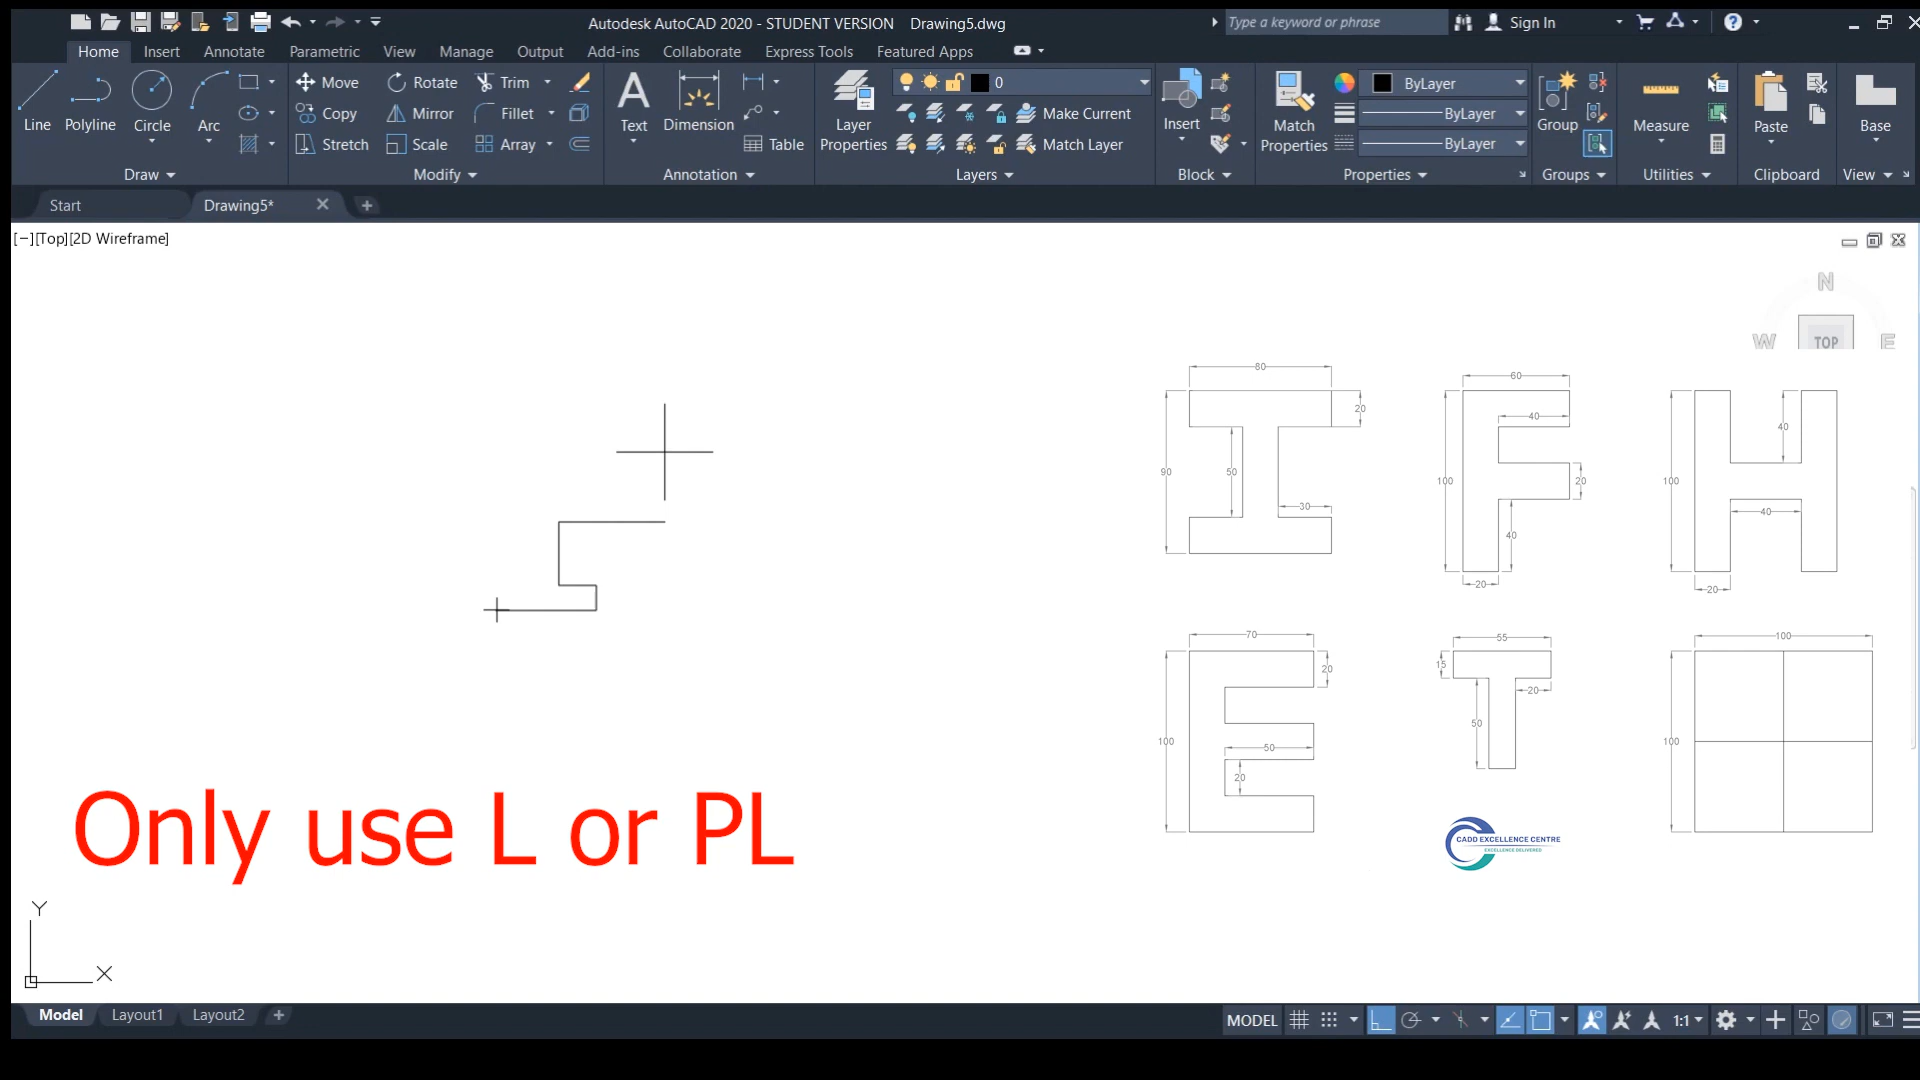 Autodesk AutoCAD 2020 - STUDENT VERSION Drawing5.dwg
Type a keyword or phrase
Sign In
Home Insert Annotate Parametric View Manage Output Add-ins Collaborate Express Tools Featured Apps
Line Polyline Circle Arc
Move Rotate Trim
Copy Mirror Fillet
Stretch Scale Array
Text Dimension Table
Layer Properties
0
Make Current
Match Layer
Insert
Match Properties
ByLayer
ByLayer
ByLayer
Group Measure Paste Base
Draw Modify Annotation Layers Block Properties Groups Utilities Clipboard View
Start Drawing5*
[−][Top][2D Wireframe]
N
W TOP E
80
20
90
50
30
60
40
100
20
40
20
40
100
40
20
70
20
100
50
20
55
15
20
50
100
100
CADD EXCELLENCE CENTRE
EXCELLENCE DELIVERED
Only use L or PL
Y
X
Model Layout1 Layout2
MODEL 1:1